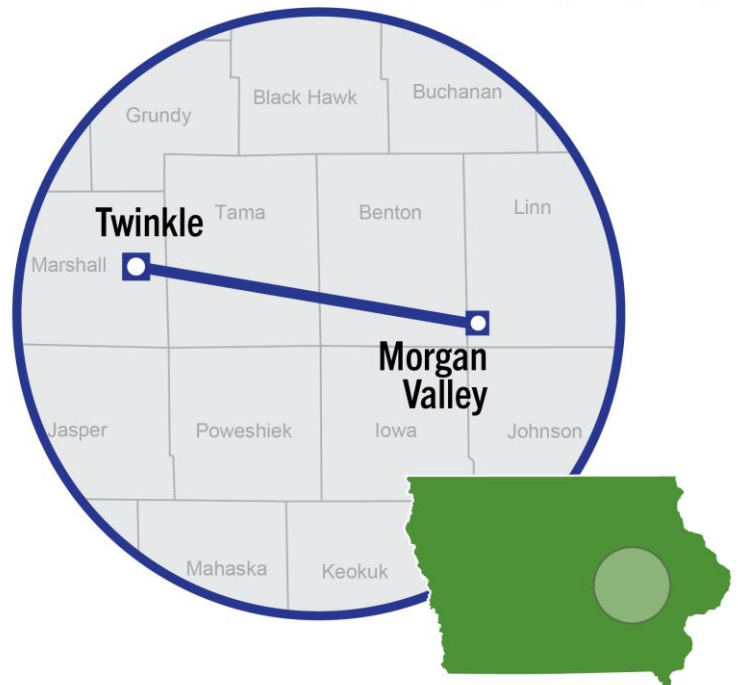 Grundy
Black Hawk
Buchanan
Twinkle
Tama
Benton
Linn
Marshall
Morgan
Valley
Jasper
Poweshiek
Iowa
Johnson
Mahaska
Keokuk